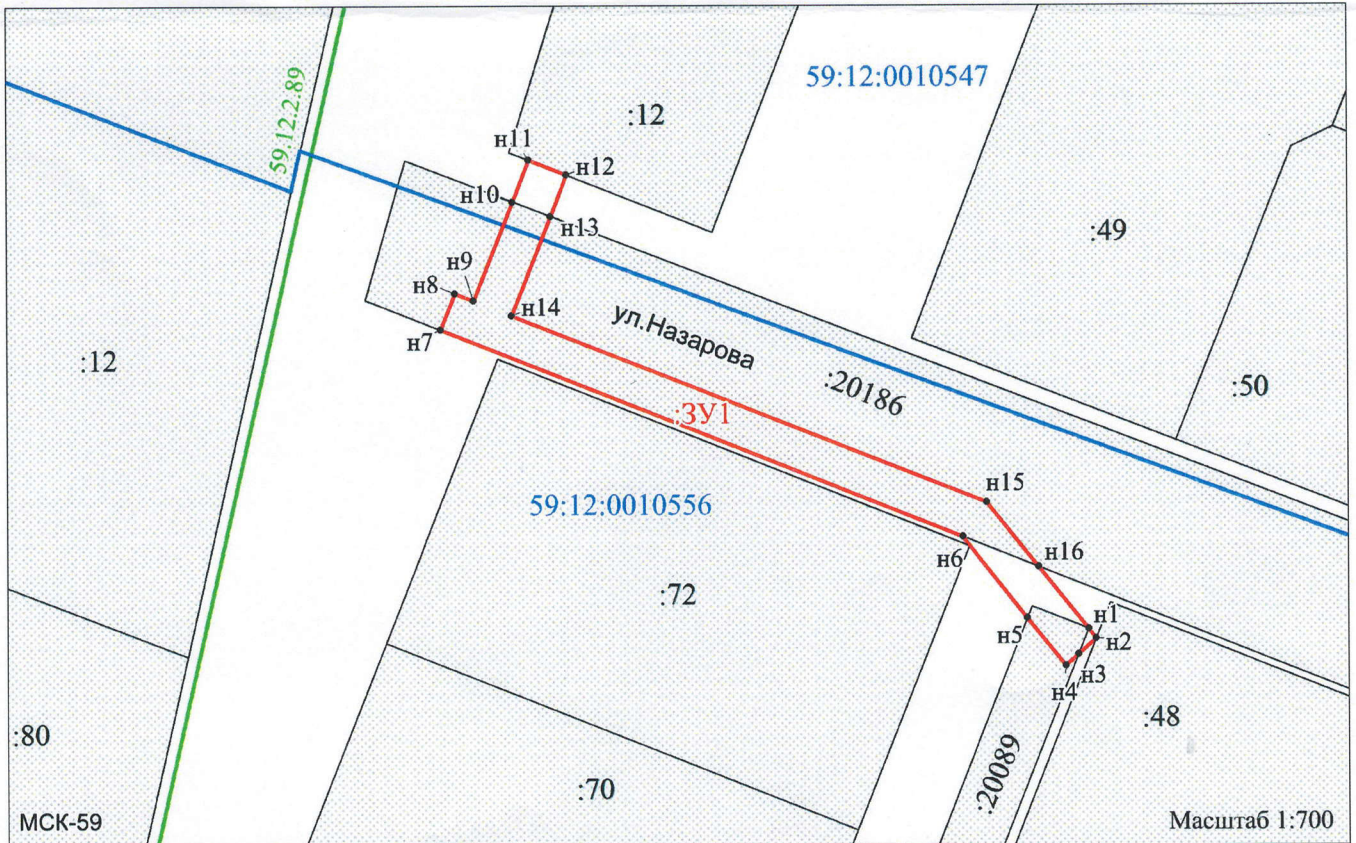 59:12:0010547
59.12.2.89
:12
н11
н12
н10
н13
:49
н9
н8
н14
ул.Назарова
н7
:12
:20186
:50
:ЗУ1
н15
59:12:0010556
н6
н16
:72
н5
н1
н2
н3
н4
:48
:80
:20089
:70
МСК-59
Масштаб 1:700